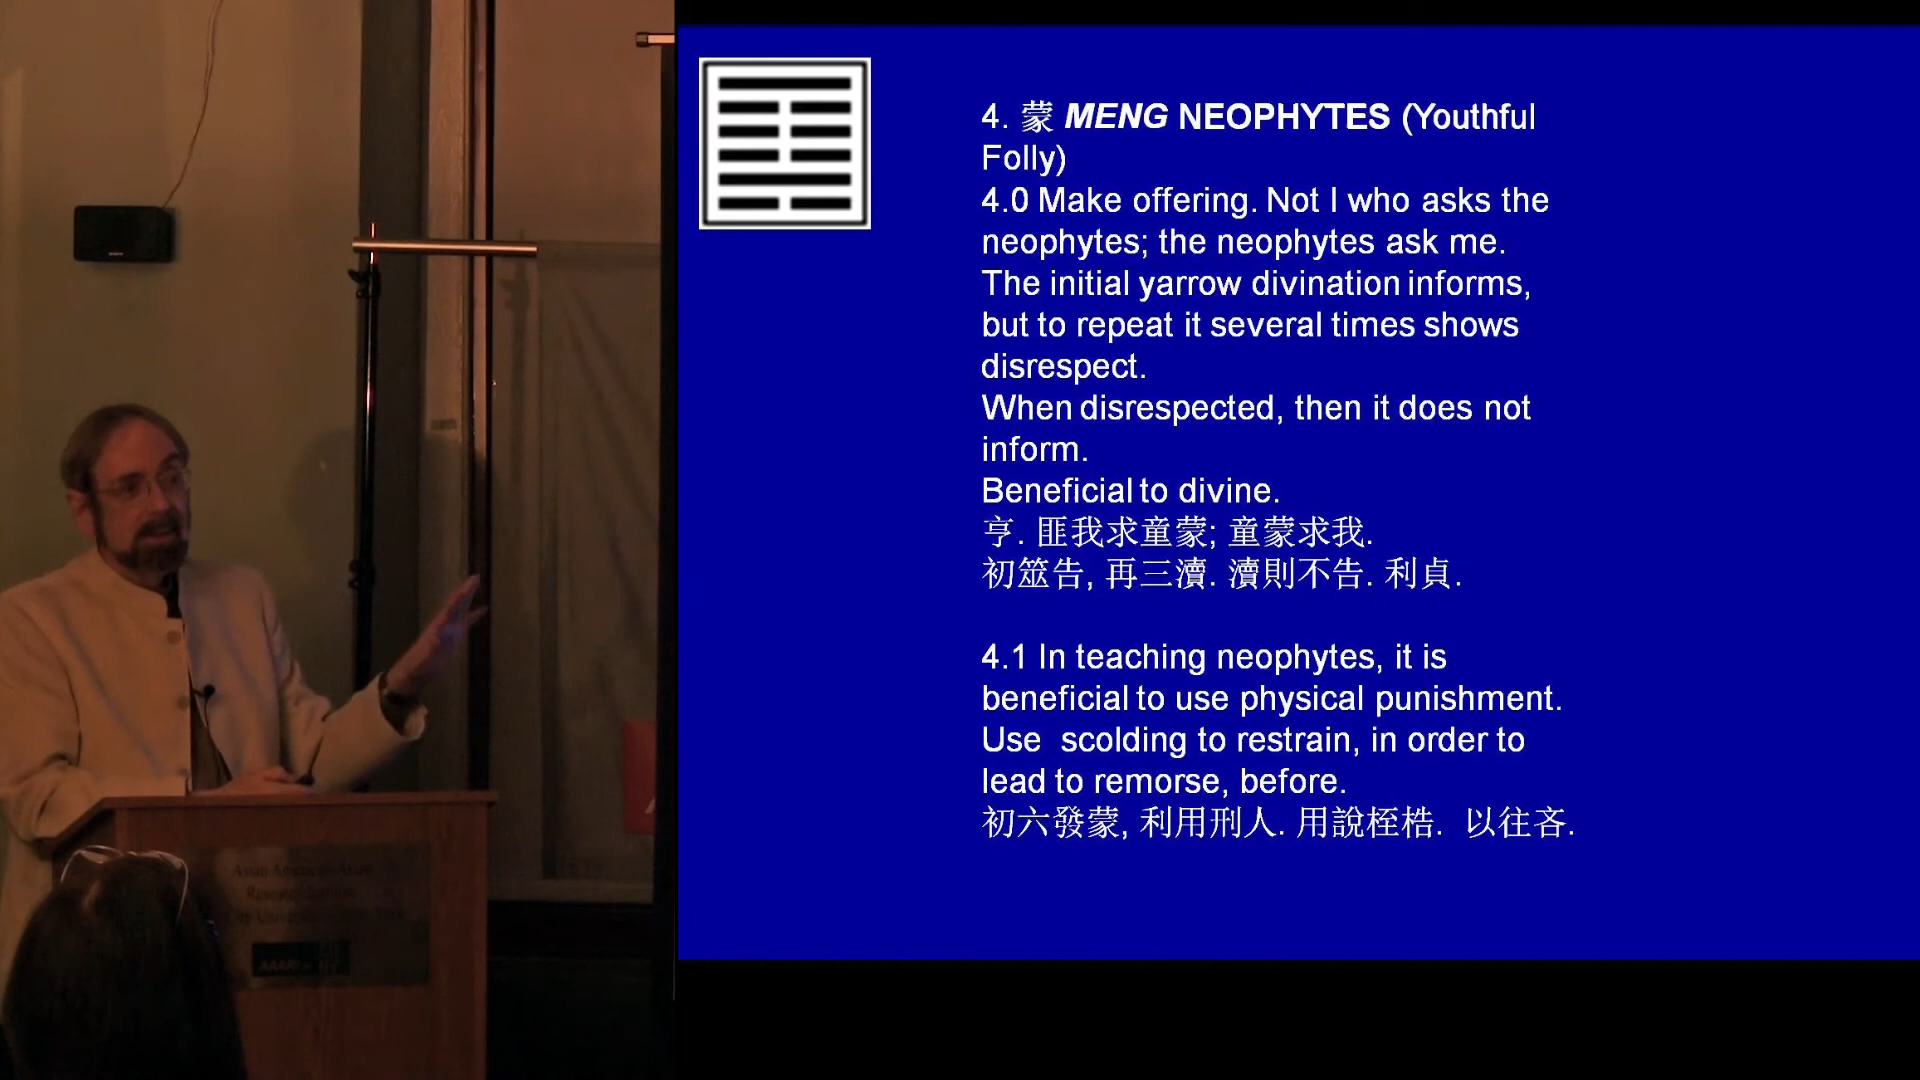 4. 蒙 MENG NEOPHYTES (Youthful
Folly)
4.0 Make offering. Not I who asks the
neophytes; the neophytes ask me.
The initial yarrow divination informs,
but to repeat it several times shows
disrespect.
When disrespected, then it does not
inform.
Beneficial to divine.
亨. 匪我求童蒙; 童蒙求我.
初筮告, 再三瀆. 瀆則不告. 利貞.
4.1 In teaching neophytes, it is
beneficial to use physical punishment.
Use scolding to restrain, in order to
lead to remorse, before.
初六發蒙, 利用刑人. 用說桎梏. 以往吝.
Asian American / Asian
Research Institute